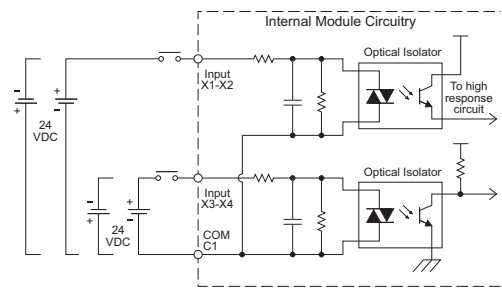 Internal Module Circuitry
Optical Isolator
Input
X1-X2
To high
response
circuit
-
+
+
-
24
VDC
Optical Isolator
Input
X3-X4
-
+
+
-
24
VDC
COM
C1